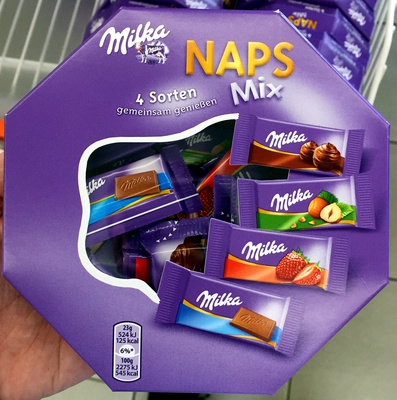 Milka
Milka
NAPS
Mix
4 Sorten
gemeinsam genießen
Milka
Milka
Milka
Milka
23g
524 kJ
125 kcal
6%*
100g
2275 kJ
545 kcal